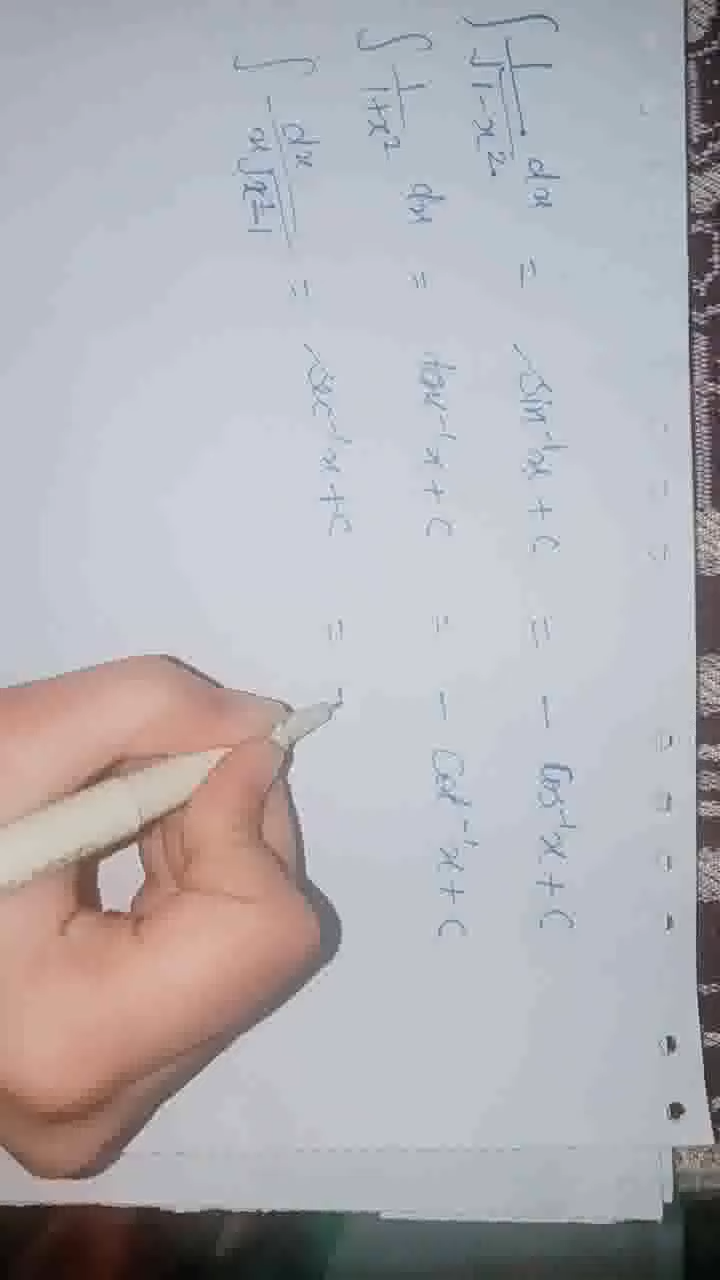 ∫ 1/√(1-x²) dx = sin⁻¹x + c = - cos⁻¹x + c
∫ 1/(1+x²) dx = tan⁻¹x + c = - cot⁻¹x + c
∫ dx/(x√(x²-1)) = sec⁻¹x + c = -